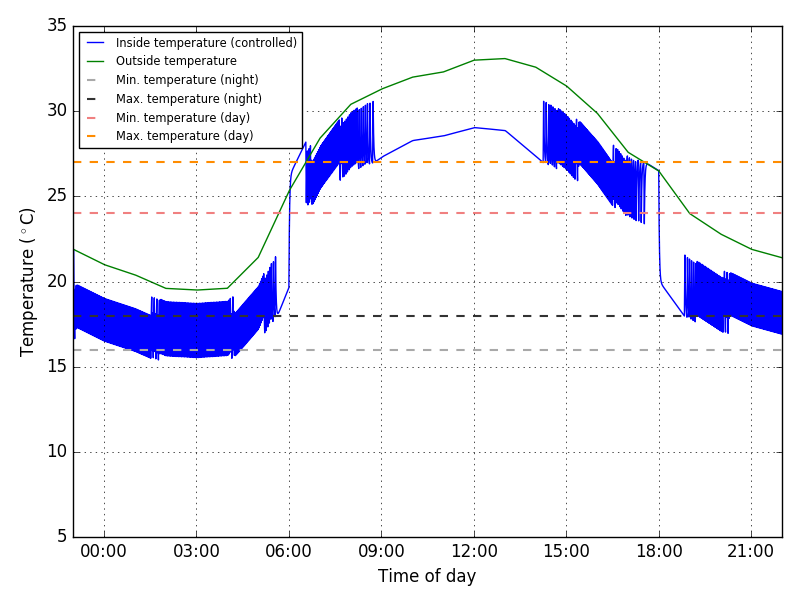 35
30
25
20
15
10
5
Temperature (°C)
Inside temperature (controlled)
Outside temperature
Min. temperature (night)
Max. temperature (night)
Min. temperature (day)
Max. temperature (day)
00:00 03:00 06:00 09:00 12:00 15:00 18:00 21:00
Time of day